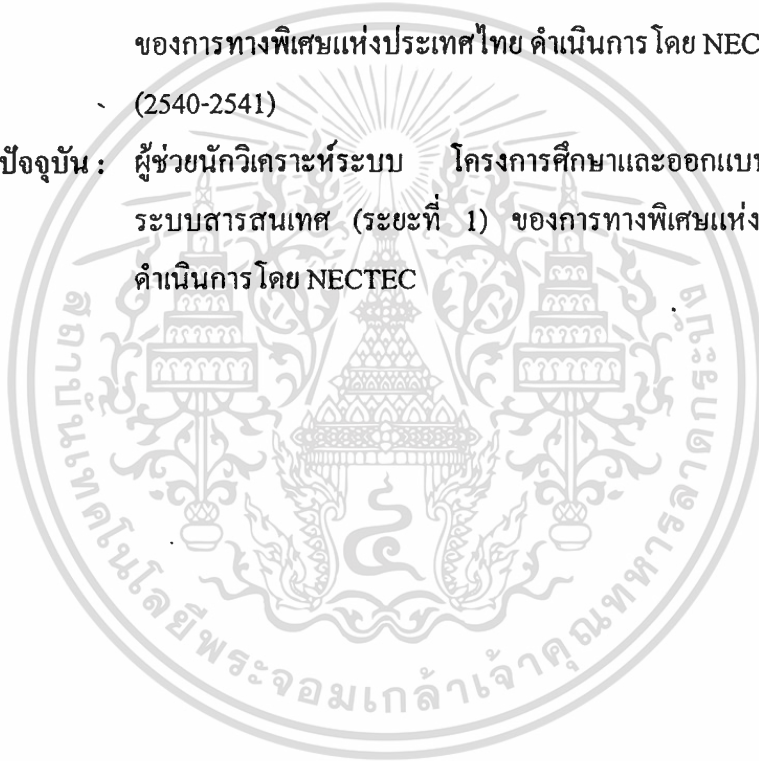 ของการทางพิเศษแห่งประเทศไทย ดำเนินการโดย NEC
(2540-2541)
ปัจจุบัน : ผู้ช่วยนักวิเคราะห์ระบบ โครงการศึกษาและออกแบบ
ระบบสารสนเทศ (ระยะที่ 1) ของการทางพิเศษแห่ง
ดำเนินการโดย NECTEC
สถาบันเทคโนโลยีพระจอมเกล้าเจ้าคุณทหารลาดกระบัง